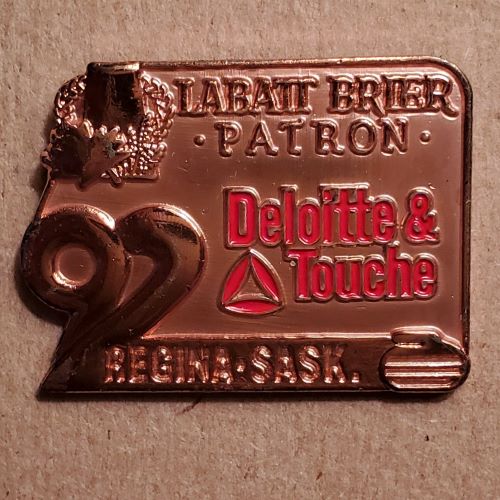 LABATT BRIER
· PATRON ·
Deloitte &
Touche
92
REGINA·SASK.